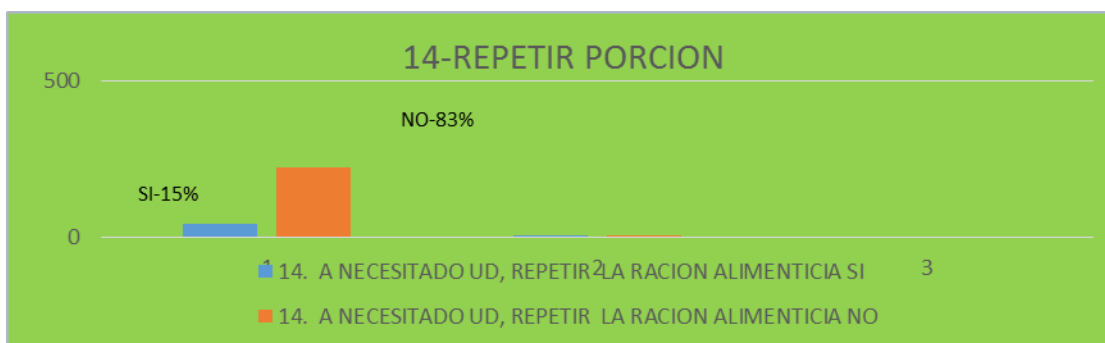 14-REPETIR PORCION
500
NO-83%
SI-15%
0
1 2 3
14. A NECESITADO UD, REPETIR LA RACION ALIMENTICIA SI
14. A NECESITADO UD, REPETIR LA RACION ALIMENTICIA NO